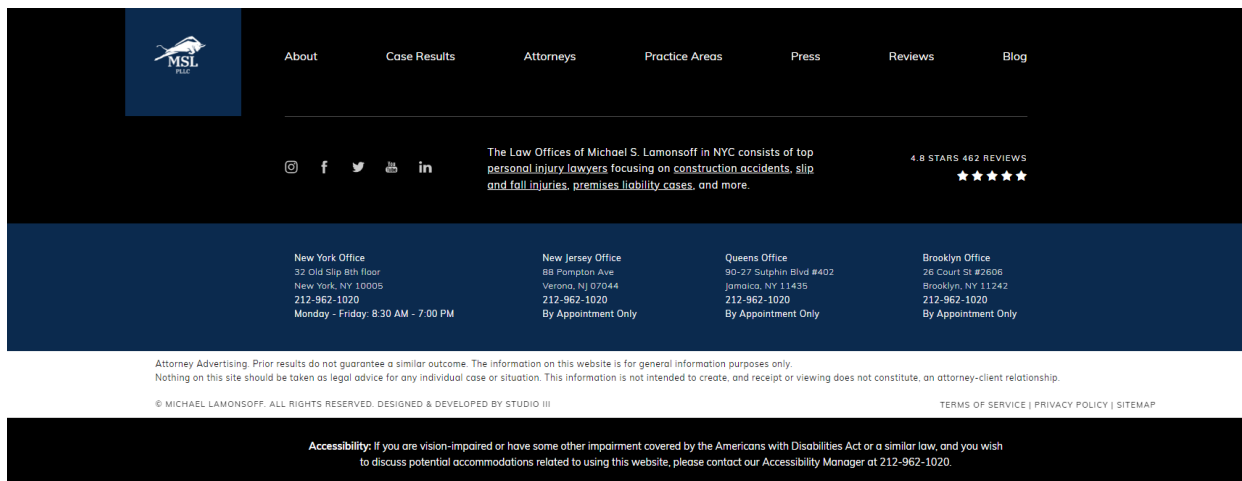 MSL
PLLC
About
Case Results
Attorneys
Practice Areas
Press
Reviews
Blog
The Law Offices of Michael S. Lamonsoff in NYC consists of top
personal injury lawyers focusing on construction accidents, slip
and fall injuries, premises liability cases, and more.
4.8 STARS 462 REVIEWS
New York Office
32 Old Slip 8th floor
New York, NY 10005
212-962-1020
Monday - Friday: 8:30 AM - 7:00 PM
New Jersey Office
88 Pompton Ave
Verona, NJ 07044
212-962-1020
By Appointment Only
Queens Office
90-27 Sutphin Blvd #402
Jamaica, NY 11435
212-962-1020
By Appointment Only
Brooklyn Office
26 Court St #2606
Brooklyn, NY 11242
212-962-1020
By Appointment Only
Attorney Advertising. Prior results do not guarantee a similar outcome. The information on this website is for general information purposes only.
Nothing on this site should be taken as legal advice for any individual case or situation. This information is not intended to create, and receipt or viewing does not constitute, an attorney-client relationship.
© MICHAEL LAMONSOFF. ALL RIGHTS RESERVED. DESIGNED & DEVELOPED BY STUDIO III
TERMS OF SERVICE | PRIVACY POLICY | SITEMAP
Accessibility: If you are vision-impaired or have some other impairment covered by the Americans with Disabilities Act or a similar law, and you wish
to discuss potential accommodations related to using this website, please contact our Accessibility Manager at 212-962-1020.